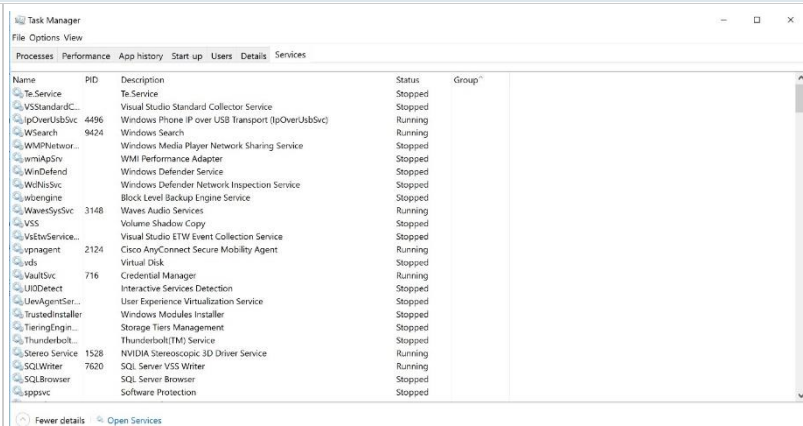 Task Manager
File Options View
Processes Performance App history Start-up Users Details Services
Name PID Description Status Group
Te.Service Te.Service Stopped
VSStandardC... Visual Studio Standard Collector Service Stopped
IpOverUsbSvc 4496 Windows Phone IP over USB Transport (IpOverUsbSvc) Running
WSearch 9424 Windows Search Running
WMPNetwor... Windows Media Player Network Sharing Service Stopped
wmiApSrv WMI Performance Adapter Stopped
WinDefend Windows Defender Service Stopped
WdNisSvc Windows Defender Network Inspection Service Stopped
wbengine Block Level Backup Engine Service Stopped
WavesSysSvc 3148 Waves Audio Services Running
VSS Volume Shadow Copy Stopped
VsEtwService... Visual Studio ETW Event Collection Service Stopped
vpnagent 2124 Cisco AnyConnect Secure Mobility Agent Running
vds Virtual Disk Stopped
VaultSvc 716 Credential Manager Running
UI0Detect Interactive Services Detection Stopped
UevAgentSer... User Experience Virtualization Service Stopped
TrustedInstaller Windows Modules Installer Stopped
TieringEngin... Storage Tiers Management Stopped
Thunderbolt... Thunderbolt(TM) Service Stopped
Stereo Service 1528 NVIDIA Stereoscopic 3D Driver Service Running
SQLWriter 7620 SQL Server VSS Writer Running
SQLBrowser SQL Server Browser Stopped
sppsvc Software Protection Stopped
Fewer details Open Services